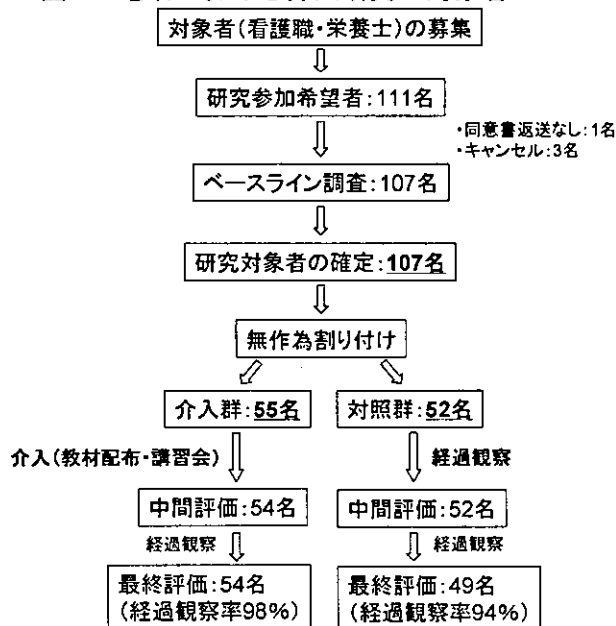 対象者(看護職・栄養士)の募集
研究参加希望者:111名
・同意書返送なし:1名
・キャンセル:3名
ベースライン調査:107名
研究対象者の確定:107名
無作為割り付け
介入群:55名
対照群:52名
介入(教材配布・講習会)
経過観察
中間評価:54名
中間評価:52名
経過観察
経過観察
最終評価:54名
(経過観察率98%)
最終評価:49名
(経過観察率94%)